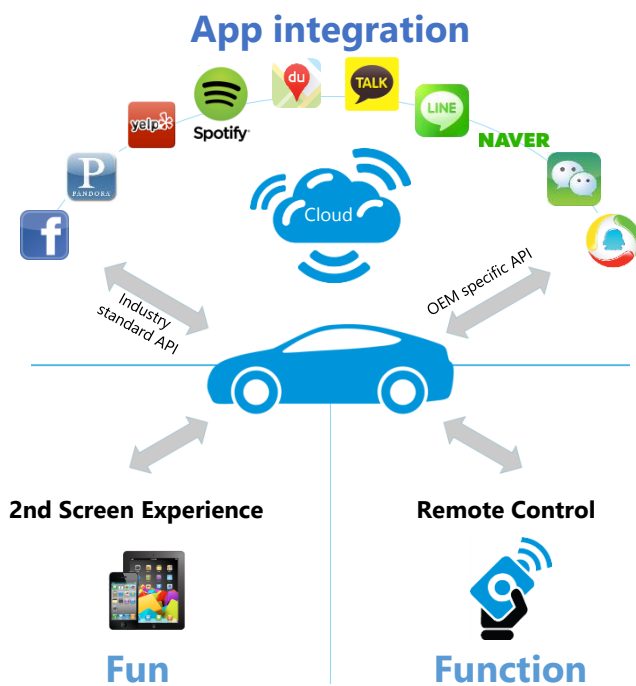 App integration
du
TALK
yelp
Spotify
LINE
NAVER
P
PANDORA
f
Cloud
Industry
standard API
OEM specific API
2nd Screen Experience
Remote Control
Fun
Function